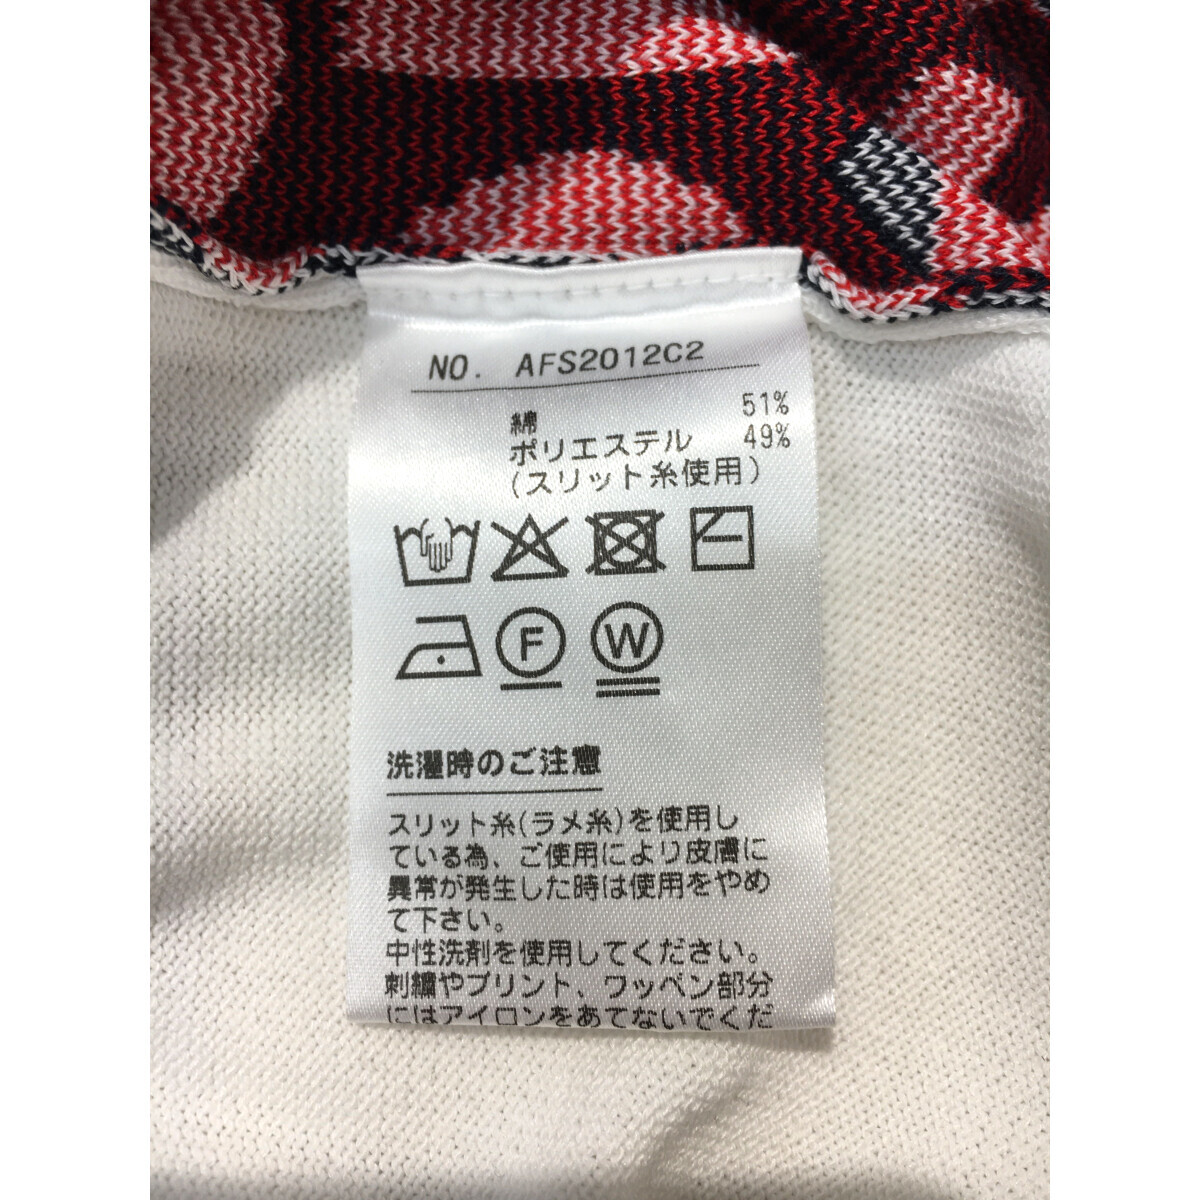 NO. AFS2012C2
綿 51%
ポリエステル 49%
(スリット糸使用)
F W
洗濯時のご注意
スリット糸(ラメ糸)を使用し
ている為、ご使用により皮膚に
異常が発生した時は使用をやめ
て下さい。
中性洗剤を使用してください。
刺繍やプリント、ワッペン部分
にはアイロンをあてないでくだ